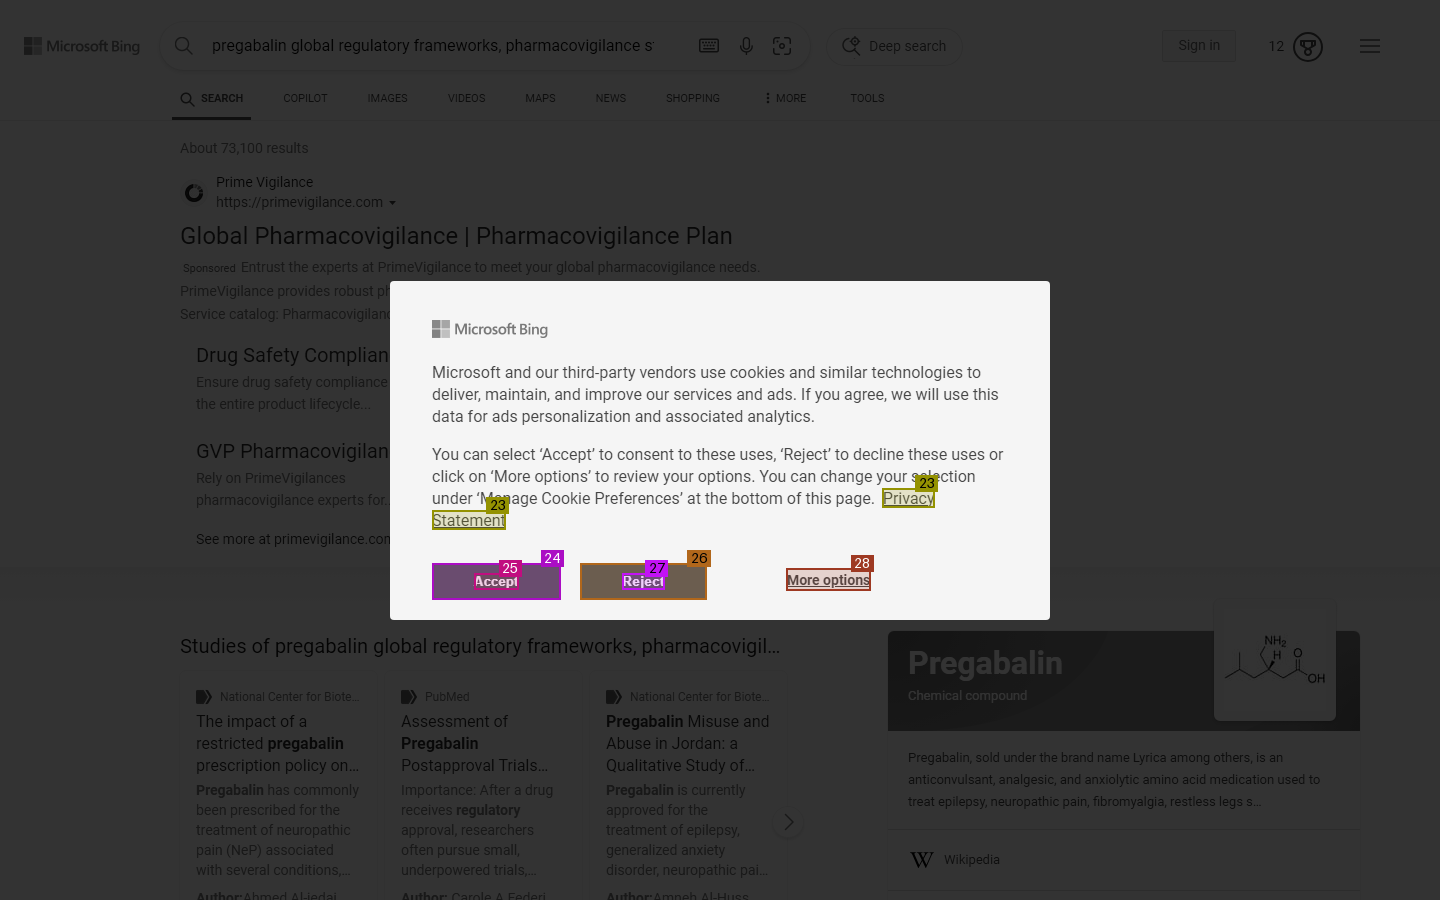 Microsoft Bing
pregabalin global regulatory frameworks, pharmacovigilance s
Deep search
Sign in
12
SEARCH
COPILOT
IMAGES
VIDEOS
MAPS
NEWS
SHOPPING
MORE
TOOLS
About 73,100 results
Prime Vigilance
https://primevigilance.com
Global Pharmacovigilance | Pharmacovigilance Plan
Sponsored Entrust the experts at PrimeVigilance to meet your global pharmacovigilance needs.
PrimeVigilance provides robust
Service catalog: Pharmacovigilanc
Drug Safety Complian
Ensure drug safety compliance
the entire product lifecycle...
GVP Pharmacovigilan
Rely on PrimeVigilances
pharmacovigilance experts for...
See more at primevigilance.con
Microsoft Bing
Microsoft and our third-party vendors use cookies and similar technologies to
deliver, maintain, and improve our services and ads. If you agree, we will use this
data for ads personalization and associated analytics.
You can select ‘Accept’ to consent to these uses, ‘Reject’ to decline these uses or
click on ‘More options’ to review your options. You can change your selection
under ‘Manage Cookie Preferences’ at the bottom of this page. Privacy
Statement
23
23
24
25
Accept
26
27
Reject
28
More options
Studies of pregabalin global regulatory frameworks, pharmacovigil...
National Center for Biote...
The impact of a
restricted pregabalin
prescription policy on...
Pregabalin has commonly
been prescribed for the
treatment of neuropathic
pain (NeP) associated
with several conditions,...
Author: Ahmed Al-jedai
PubMed
Assessment of
Pregabalin
Postapproval Trials...
Importance: After a drug
receives regulatory
approval, researchers
often pursue small,
underpowered trials,...
Author: Carole A Federi
National Center for Biote...
Pregabalin Misuse and
Abuse in Jordan: a
Qualitative Study of...
Pregabalin is currently
approved for the
treatment of epilepsy,
generalized anxiety
disorder, neuropathic pai...
Author: Ampeh Al-Huss
Pregabalin
Chemical compound
NH2
H
O
OH
Pregabalin, sold under the brand name Lyrica among others, is an
anticonvulsant, analgesic, and anxiolytic amino acid medication used to
treat epilepsy, neuropathic pain, fibromyalgia, restless legs s...
Wikipedia